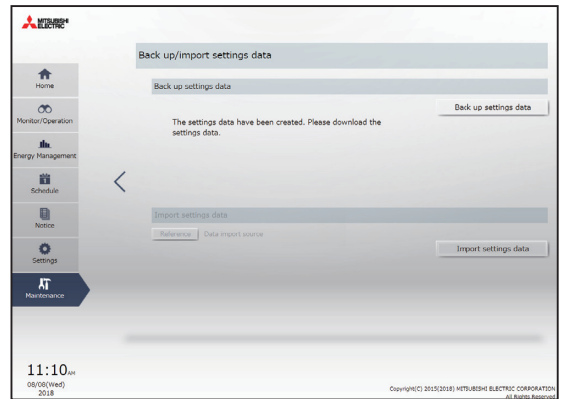 MITSUBISHI
ELECTRIC
Back up/import settings data
Home
Monitor/Operation
Energy Management
Schedule
Notice
Settings
Maintenance
Back up settings data
Back up settings data
The settings data have been created. Please download the
settings data.
Import settings data
Reference Data import source
Import settings data
11:10AM
08/08(Wed)
2018
Copyright(C) 2015(2018) MITSUBISHI ELECTRIC CORPORATION
All Rights Reserved